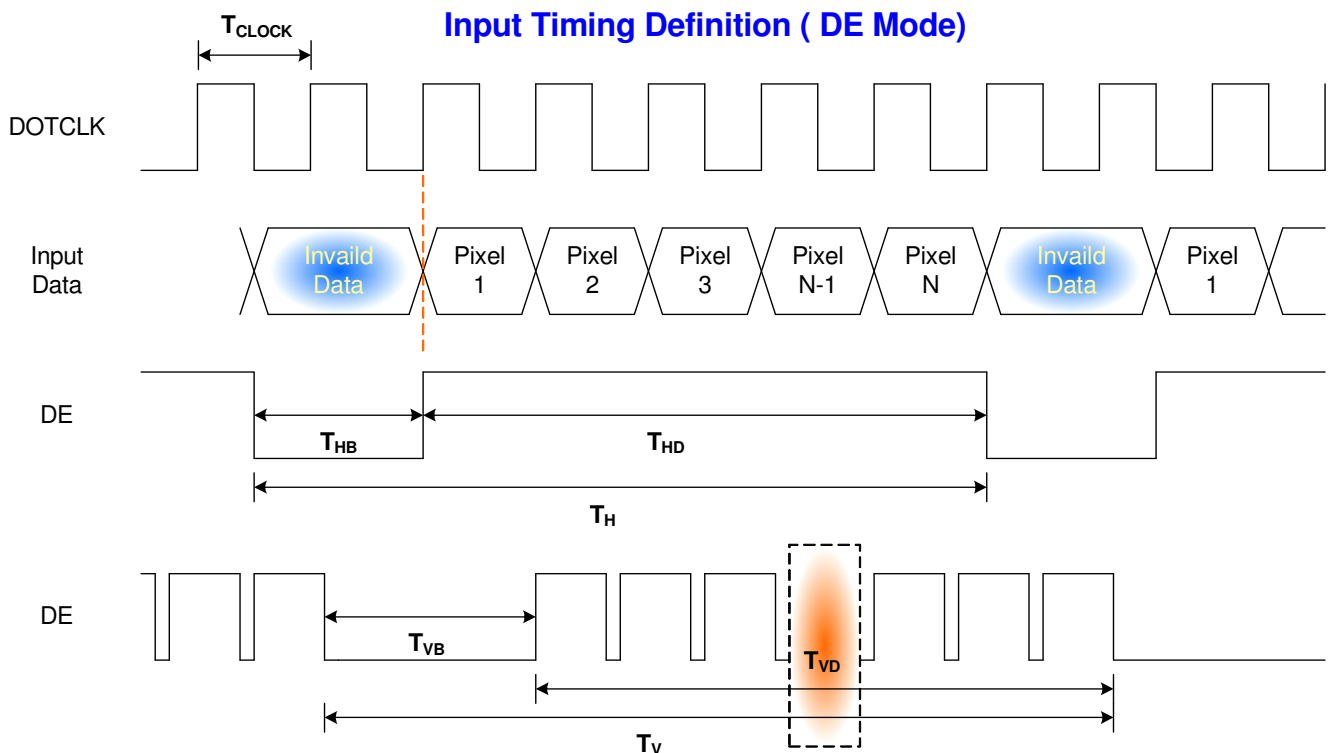 Input Timing Definition ( DE Mode)
TCLOCK
DOTCLK
Input
Data
Invaild
Data
Pixel
1
Pixel
2
Pixel
3
Pixel
N-1
Pixel
N
Invaild
Data
Pixel
1
DE
THB
THD
TH
DE
TVB
TVD
TV